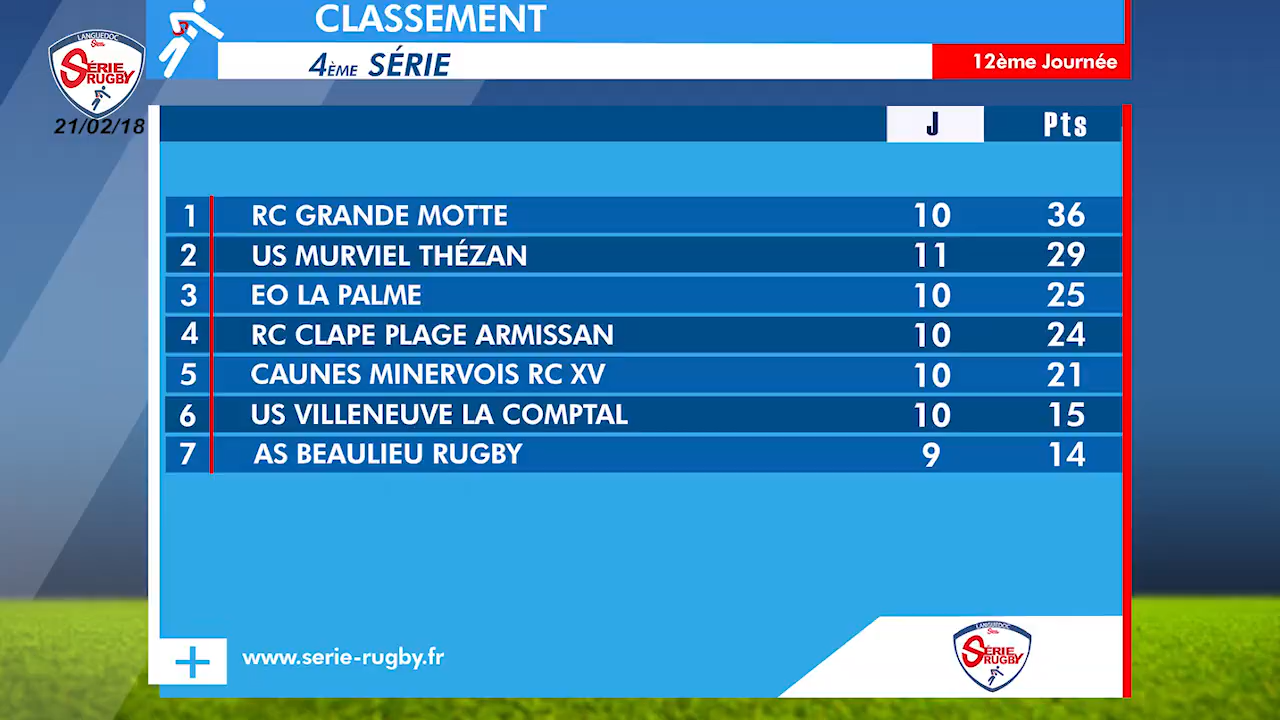 CLASSEMENT
4ÈME SÉRIE
12ème Journée
LANGUEDOC
SÉRIE
RUGBY
21/02/18
J Pts
1 RC GRANDE MOTTE 10 36
2 US MURVIEL THÉZAN 11 29
3 EO LA PALME 10 25
4 RC CLAPE PLAGE ARMISSAN 10 24
5 CAUNES MINERVOIS RC XV 10 21
6 US VILLENEUVE LA COMPTAL 10 15
7 AS BEAULIEU RUGBY 9 14
+ www.serie-rugby.fr
LANGUEDOC
SÉRIE
RUGBY